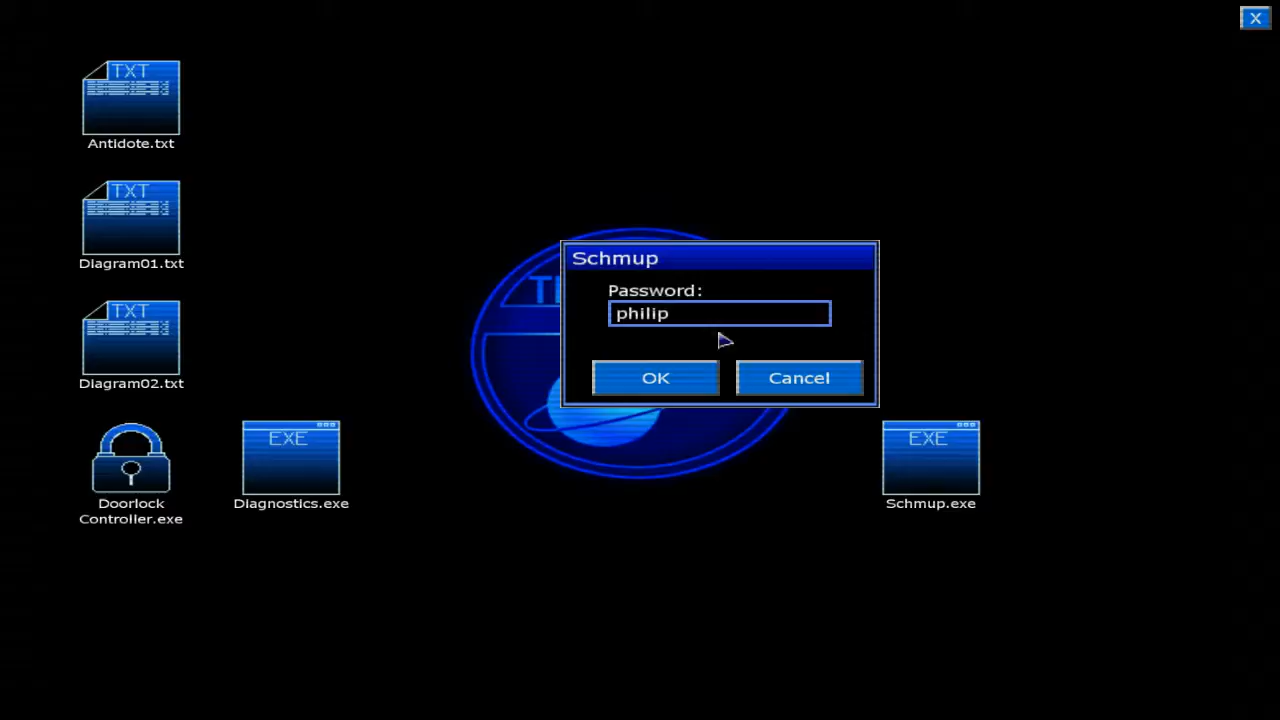 X
TXT
Antidote.txt
TXT
Diagram01.txt
TXT
Diagram02.txt
Schmup
Password:
philip
OK
Cancel
Doorlock
Controller.exe
EXE
Diagnostics.exe
EXE
Schmup.exe